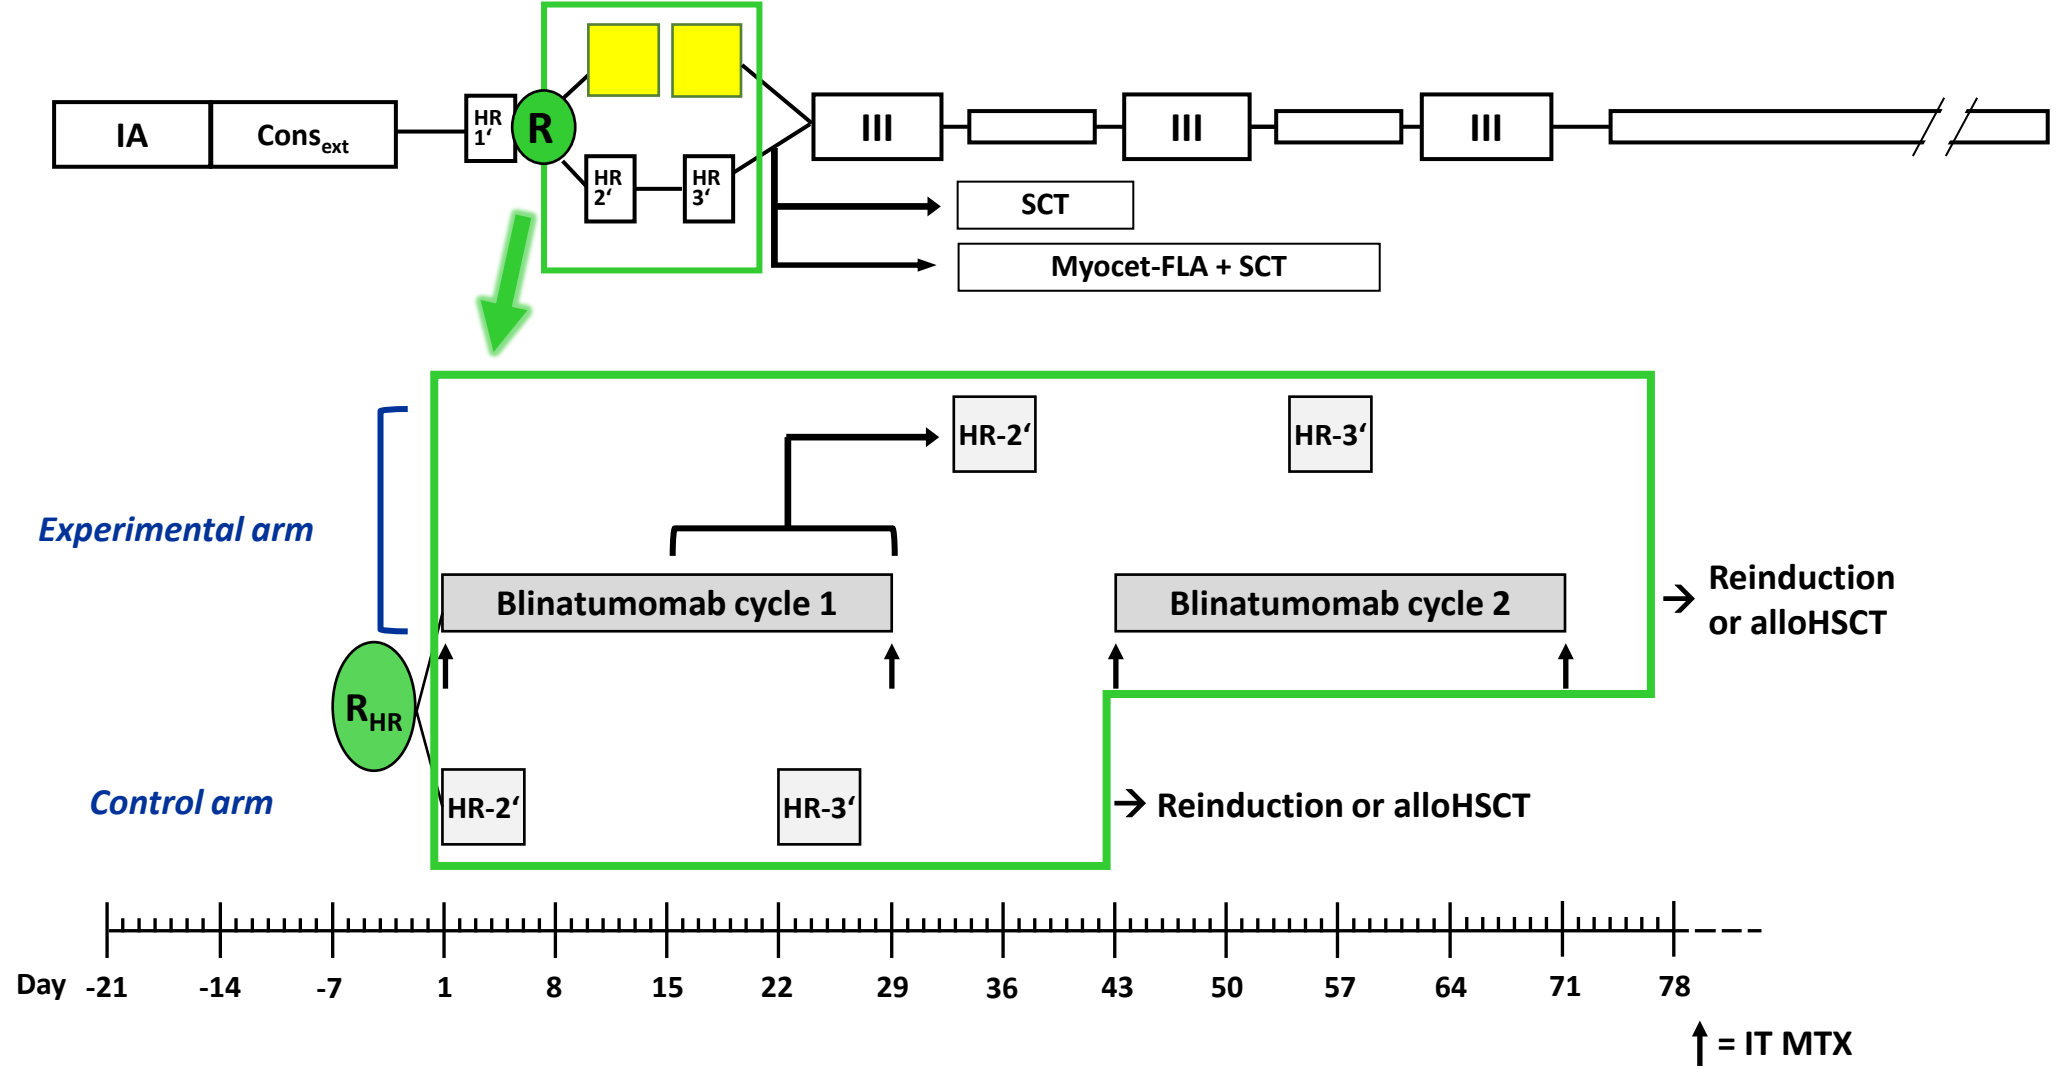 IA
Cons_ext
HR
1‘
R
HR
2‘
HR
3‘
III
III
III
SCT
Myocet-FLA + SCT
HR-2‘
HR-3‘
Experimental arm
Blinatumomab cycle 1
Blinatumomab cycle 2
Reinduction
or alloHSCT
R_HR
Control arm
HR-2‘
HR-3‘
Reinduction or alloHSCT
Day -21 -14 -7 1 8 15 22 29 36 43 50 57 64 71 78
= IT MTX